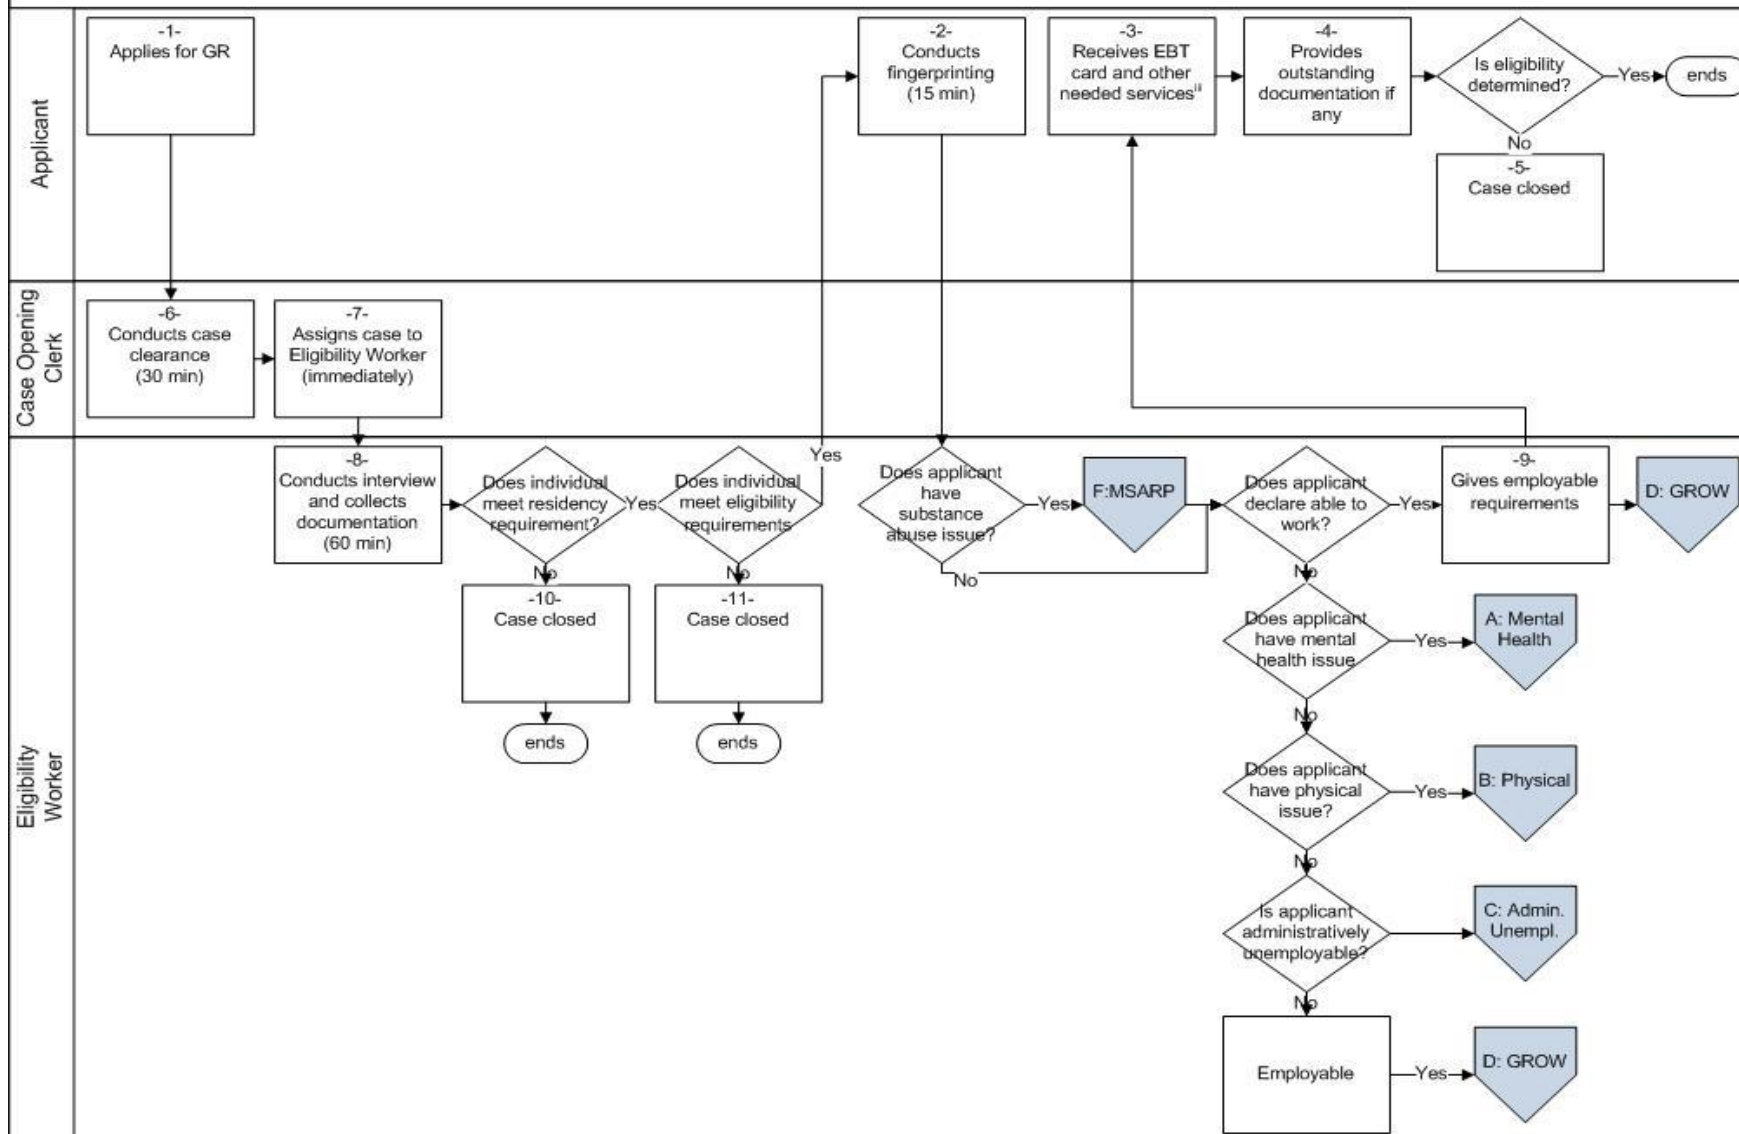 Applicant
-1-
Applies for GR
-2-
Conducts
fingerprinting
(15 min)
-3-
Receives EBT
card and other
needed servicesⁱⁱ
-4-
Provides
outstanding
documentation if
any
Is eligibility
determined?
Yes
ends
No
-5-
Case closed
Case Opening
Clerk
-6-
Conducts case
clearance
(30 min)
-7-
Assigns case to
Eligibility Worker
(immediately)
Eligibility
Worker
-8-
Conducts interview
and collects
documentation
(60 min)
Does individual
meet residency
requirement?
Yes
No
-10-
Case closed
ends
Does individual
meet eligibility
requirements
Yes
No
-11-
Case closed
ends
Does applicant
have
substance
abuse issue?
Yes
No
F:MSARP
Does applicant
declare able to
work?
Yes
No
-9-
Gives employable
requirements
D: GROW
Does applicant
have mental
health issue
Yes
No
A: Mental
Health
Does applicant
have physical
issue?
Yes
No
B: Physical
Is applicant
administratively
unemployable?
No
C: Admin.
Unempl.
Employable
Yes
D: GROW